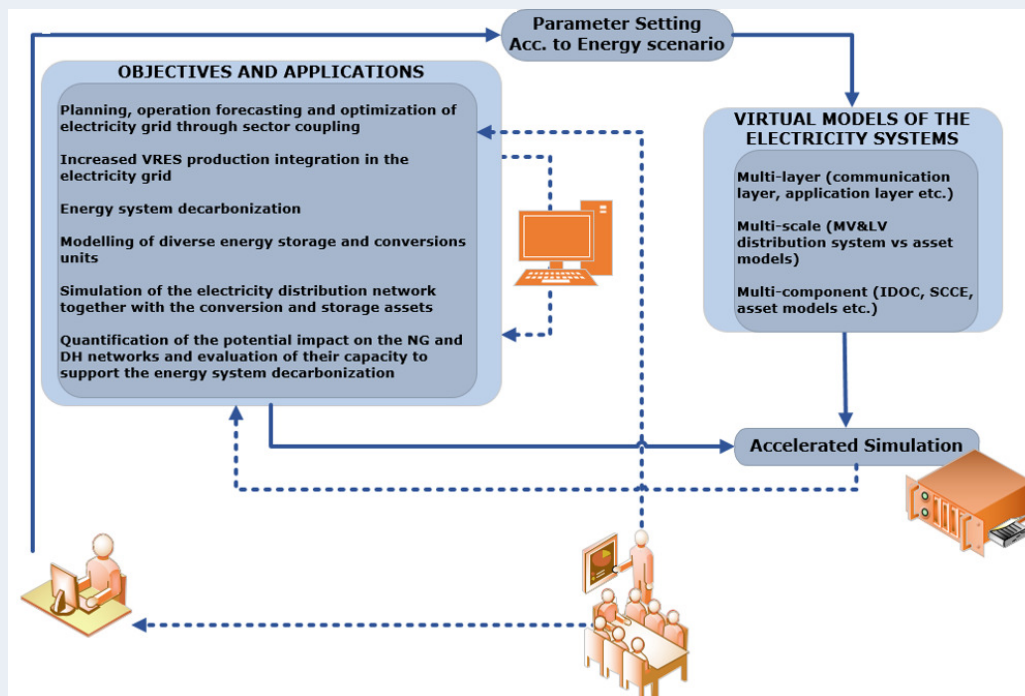 Parameter Setting
Acc. to Energy scenario
OBJECTIVES AND APPLICATIONS
Planning, operation forecasting and optimization of
electricity grid through sector coupling
Increased VRES production integration in the
electricity grid
Energy system decarbonization
Modelling of diverse energy storage and conversions
units
Simulation of the electricity distribution network
together with the conversion and storage assets
Quantification of the potential impact on the NG and
DH networks and evaluation of their capacity to
support the energy system decarbonization
VIRTUAL MODELS OF THE
ELECTRICITY SYSTEMS
Multi-layer (communication
layer, application layer etc.)
Multi-scale (MV&LV
distribution system vs asset
models)
Multi-component (IDOC, SCCE,
asset models etc.)
Accelerated Simulation